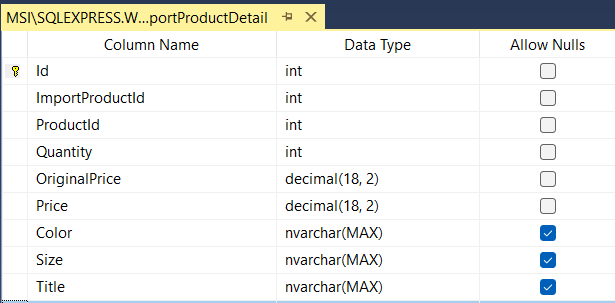 MSI\SQLEXPRESS.W...portProductDetail
Column Name Data Type Allow Nulls
Id int
ImportProductId int
ProductId int
Quantity int
OriginalPrice decimal(18, 2)
Price decimal(18, 2)
Color nvarchar(MAX)
Size nvarchar(MAX)
Title nvarchar(MAX)